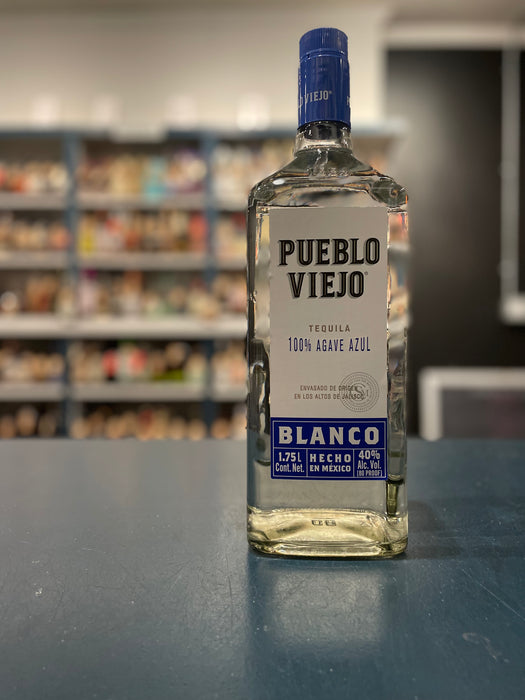 VIEJO
PUEBLO
VIEJO®
TEQUILA
100% AGAVE AZUL
ENVASADO DE ORIGEN
EN LOS ALTOS DE JALISCO
BLANCO
1.75 L
Cont. Net.
HECHO
EN MÉXICO
40%
Alc. Vol.
(80 PROOF)